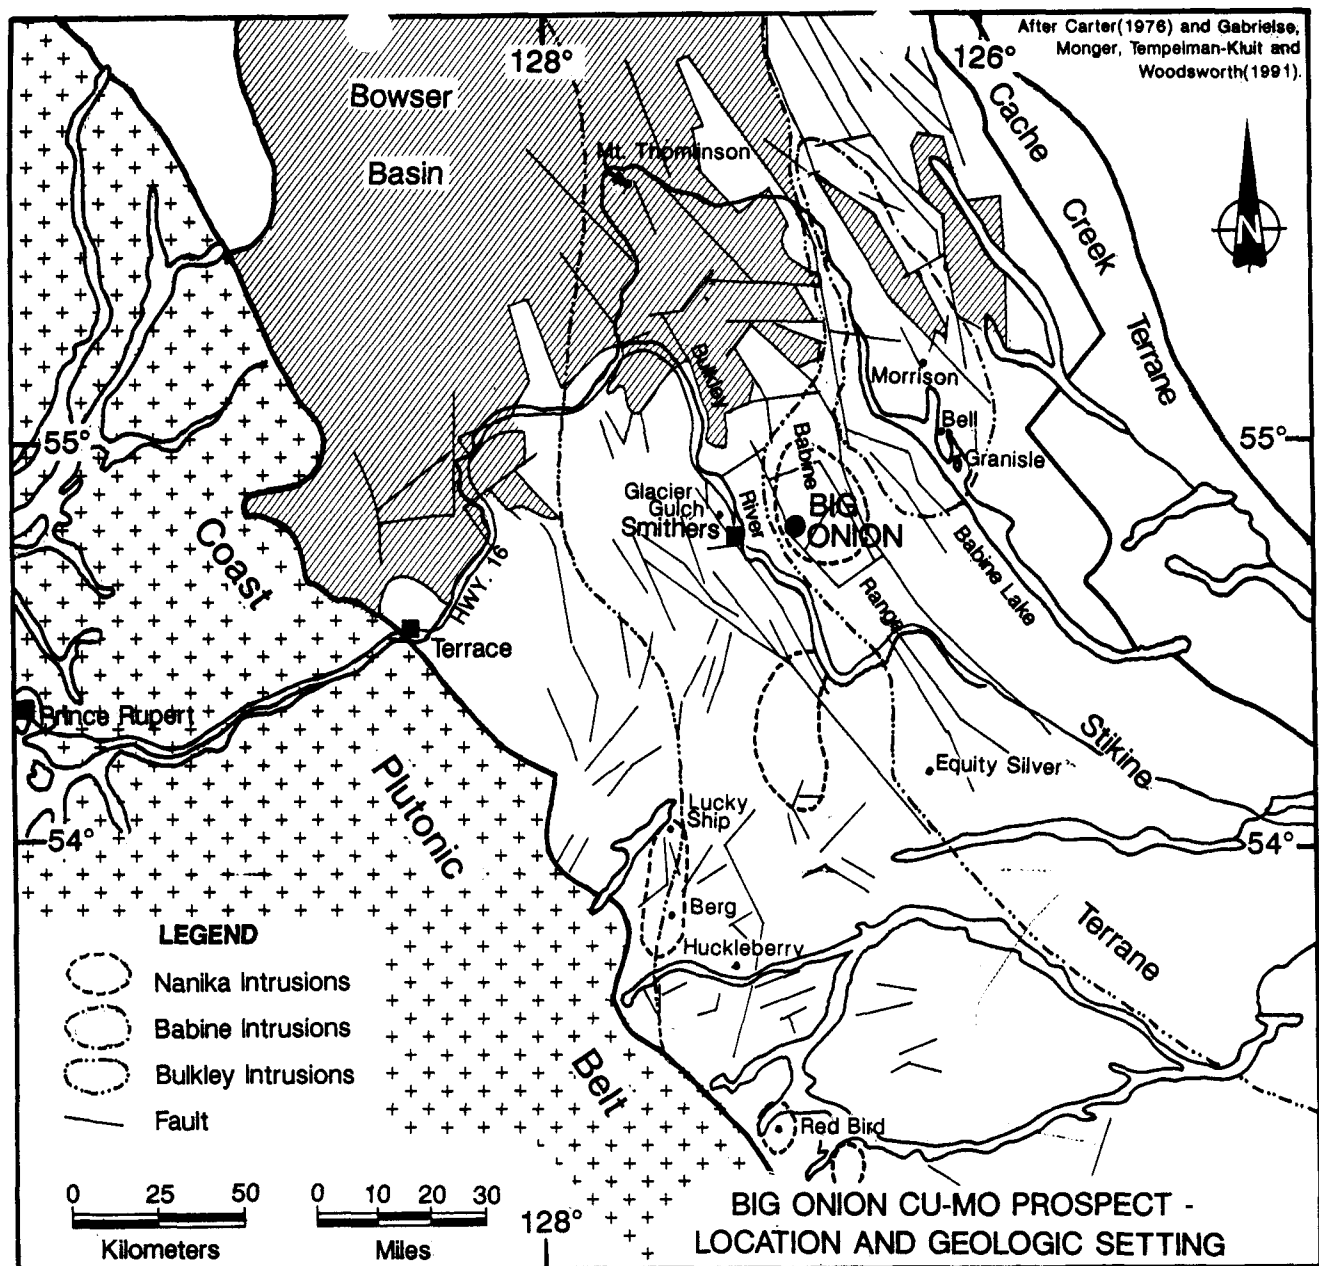 After Carter(1976) and Gabrielse,
Monger, Tempelman-Kluit and
Woodsworth(1991).
128°
126°
Bowser
Basin
Mt. Thomlinson
Cache
Creek
Terrane
N
Bulkley
River
Morrison
Bell
Granisle
55°
55°
Babine
Range
Glacier
Gulch
Smithers
BIG
ONION
Babine Lake
Coast
Plutonic
Belt
HWY. 16
Terrace
Prince Rupert
Stikine
Terrane
Equity Silver
Lucky
Ship
54°
54°
Berg
Huckleberry
Red Bird
LEGEND
Nanika Intrusions
Babine Intrusions
Bulkley Intrusions
Fault
0 25 50
Kilometers
0 10 20 30
Miles
128°
BIG ONION CU-MO PROSPECT -
LOCATION AND GEOLOGIC SETTING